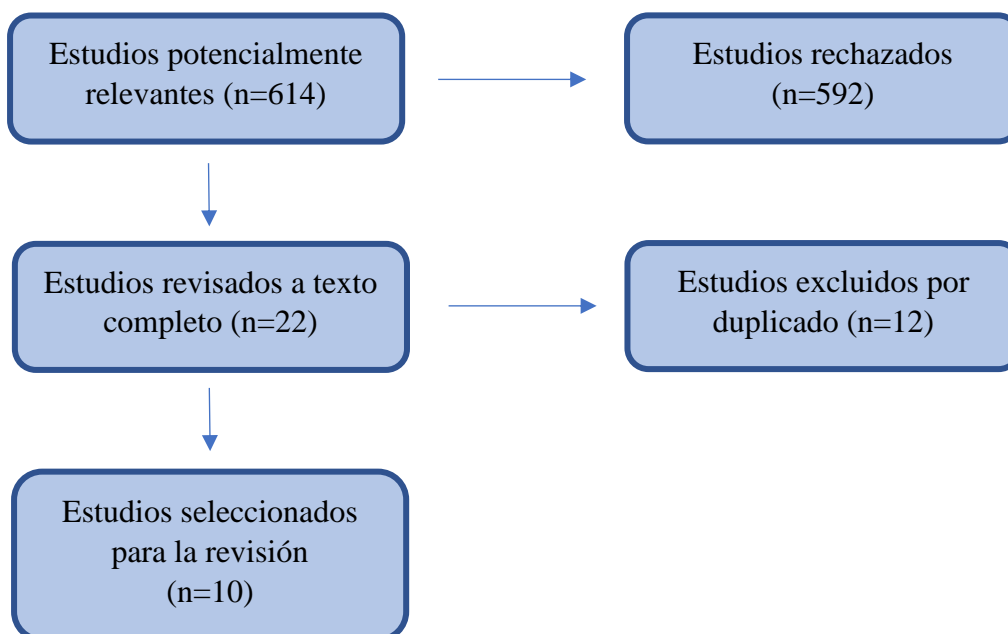 Estudios potencialmente
relevantes (n=614)
Estudios rechazados
(n=592)
Estudios revisados a texto
completo (n=22)
Estudios excluidos por
duplicado (n=12)
Estudios seleccionados
para la revisión
(n=10)